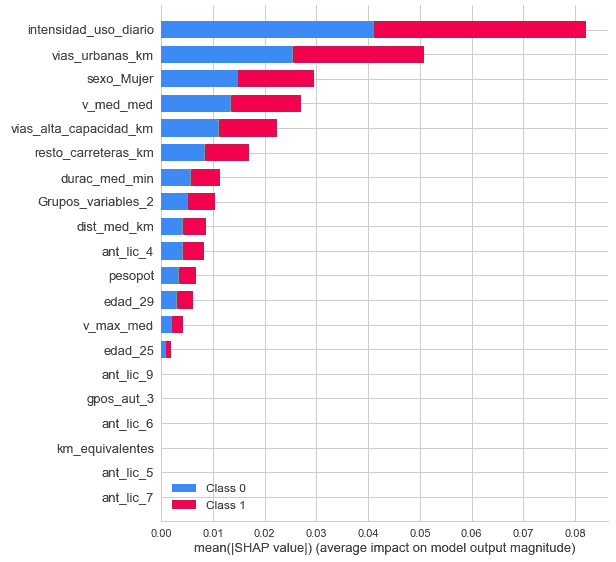 intensidad_uso_diario
vias_urbanas_km
sexo_Mujer
v_med_med
vias_alta_capacidad_km
resto_carreteras_km
durac_med_min
Grupos_variables_2
dist_med_km
ant_lic_4
pesopot
edad_29
v_max_med
edad_25
ant_lic_9
gpos_aut_3
ant_lic_6
km_equivalentes
ant_lic_5
ant_lic_7
Class 0
Class 1
0.00 0.01 0.02 0.03 0.04 0.05 0.06 0.07 0.08
mean(|SHAP value|) (average impact on model output magnitude)